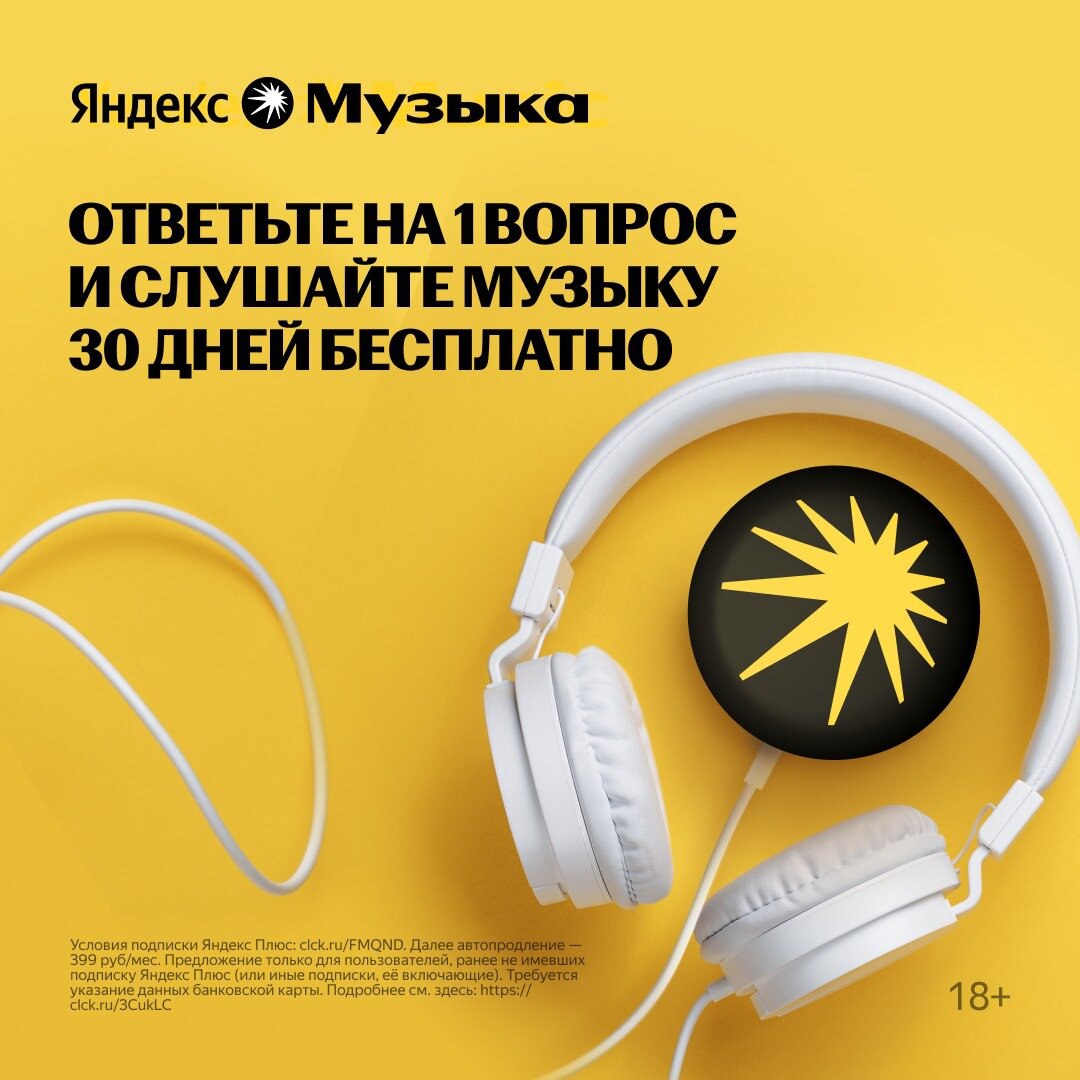 Яндекс Музыка
ОТВЕТЬТЕ НА 1 ВОПРОС
И СЛУШАЙТЕ МУЗЫКУ
30 ДНЕЙ БЕСПЛАТНО
Условия подписки Яндекс Плюс: clck.ru/FMQND. Далее автопродление —
399 руб/мес. Предложение только для пользователей, ранее не имевших
подписку Яндекс Плюс (или иные подписки, её включающие). Требуется
указание данных банковской карты. Подробнее см. здесь: https://
clck.ru/3CukLC
18+